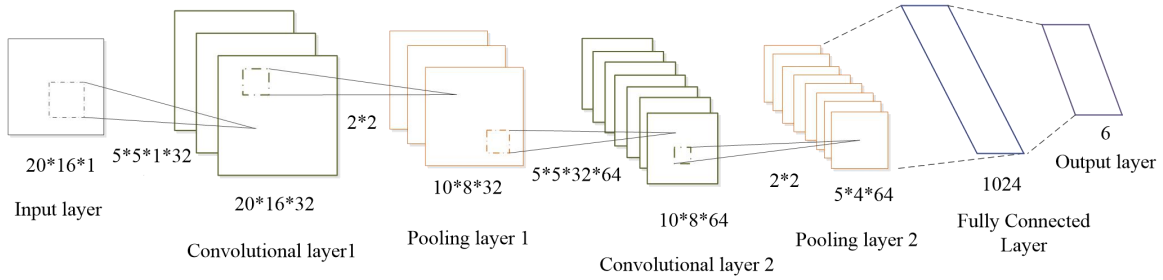 20*16*1
Input layer
5*5*1*32
20*16*32
Convolutional layer1
2*2
10*8*32
Pooling layer 1
5*5*32*64
10*8*64
Convolutional layer 2
2*2
5*4*64
Pooling layer 2
1024
Fully Connected
Layer
6
Output layer